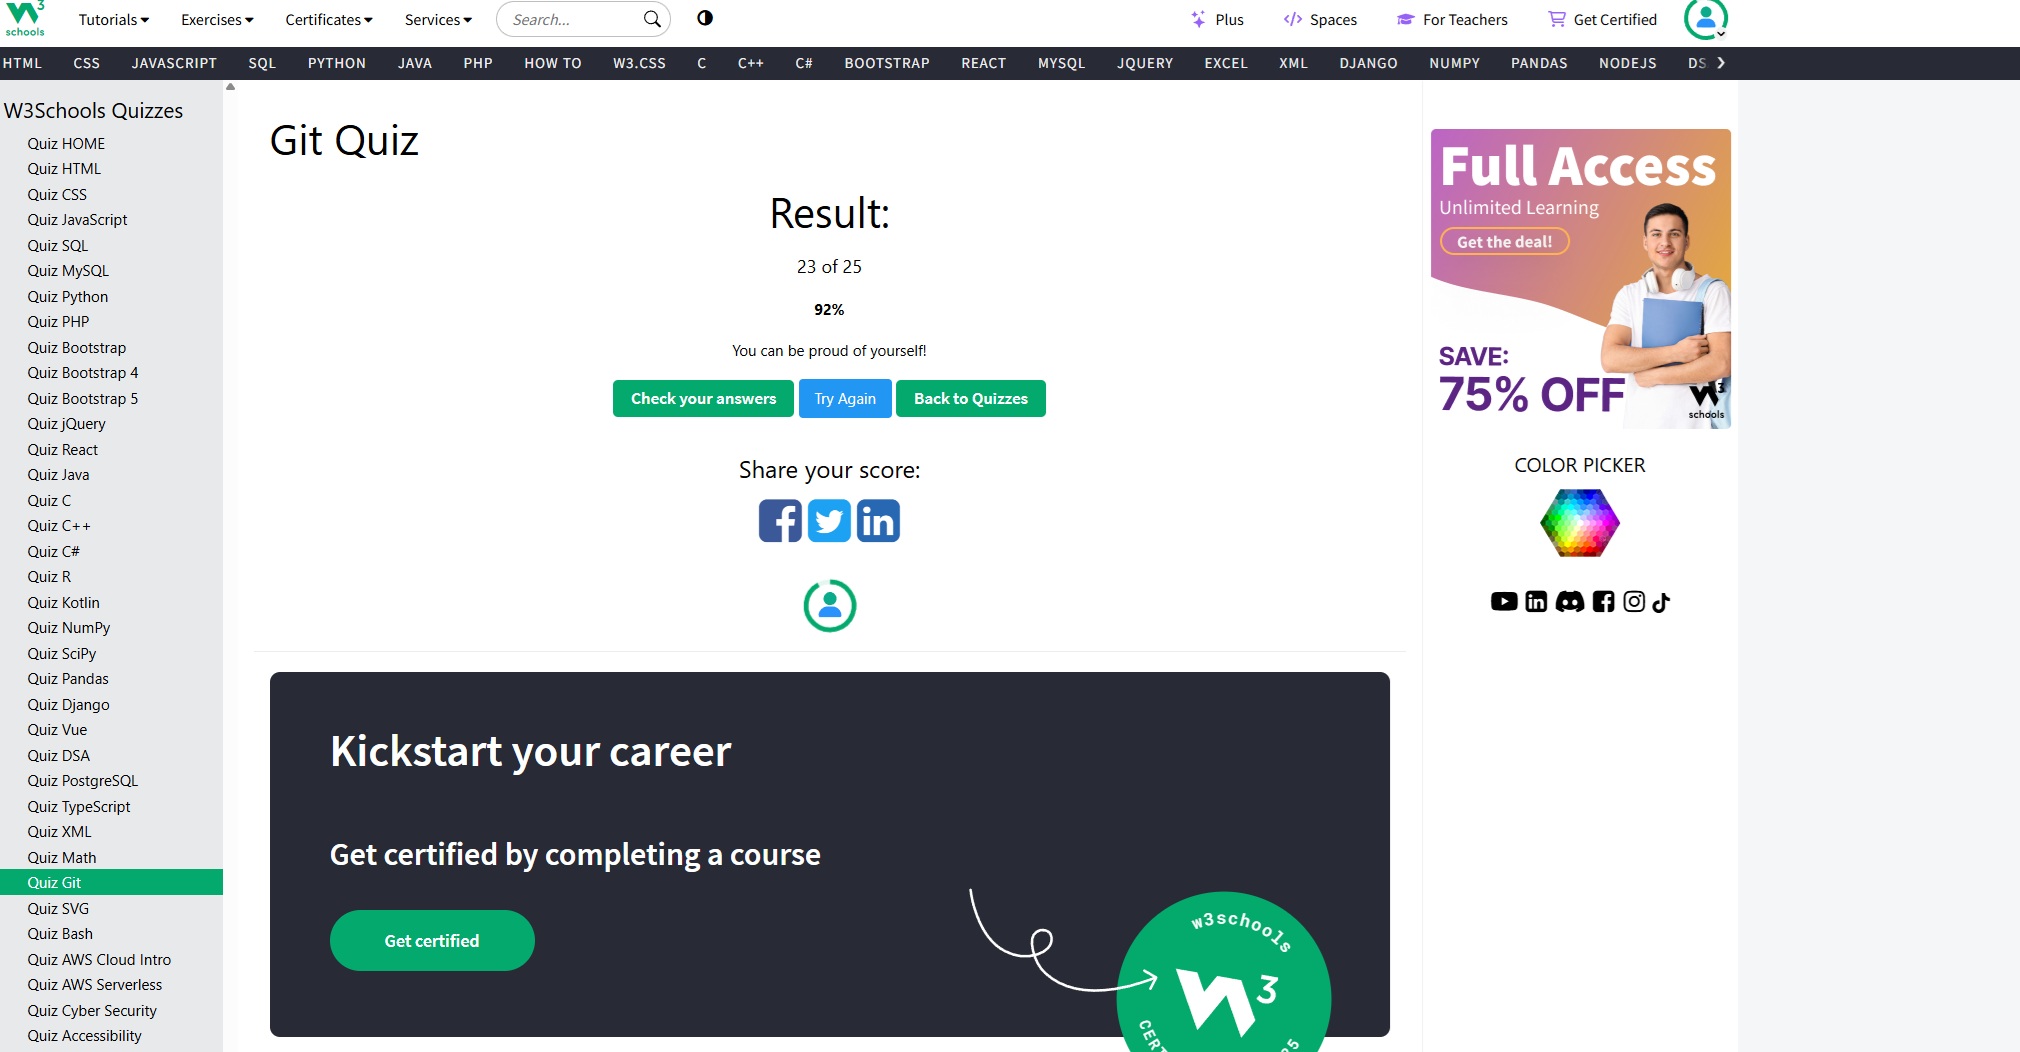 3
schools
Tutorials
Exercises
Certificates
Services
Search...
Plus
Spaces
For Teachers
Get Certified
HTML CSS JAVASCRIPT SQL PYTHON JAVA PHP HOW TO W3.CSS C C++ C# BOOTSTRAP REACT MYSQL JQUERY EXCEL XML DJANGO NUMPY PANDAS NODEJS DS
W3Schools Quizzes
Quiz HOME
Quiz HTML
Quiz CSS
Quiz JavaScript
Quiz SQL
Quiz MySQL
Quiz Python
Quiz PHP
Quiz Bootstrap
Quiz Bootstrap 4
Quiz Bootstrap 5
Quiz jQuery
Quiz React
Quiz Java
Quiz C
Quiz C++
Quiz C#
Quiz R
Quiz Kotlin
Quiz NumPy
Quiz SciPy
Quiz Pandas
Quiz Django
Quiz Vue
Quiz DSA
Quiz PostgreSQL
Quiz TypeScript
Quiz XML
Quiz Math
Quiz Git
Quiz SVG
Quiz Bash
Quiz AWS Cloud Intro
Quiz AWS Serverless
Quiz Cyber Security
Quiz Accessibility
Git Quiz
Result:
23 of 25
92%
You can be proud of yourself!
Check your answers
Try Again
Back to Quizzes
Share your score:
Kickstart your career
Get certified by completing a course
Get certified
w3schools
3
Full Access
Unlimited Learning
Get the deal!
SAVE:
75% OFF
3
schools
COLOR PICKER